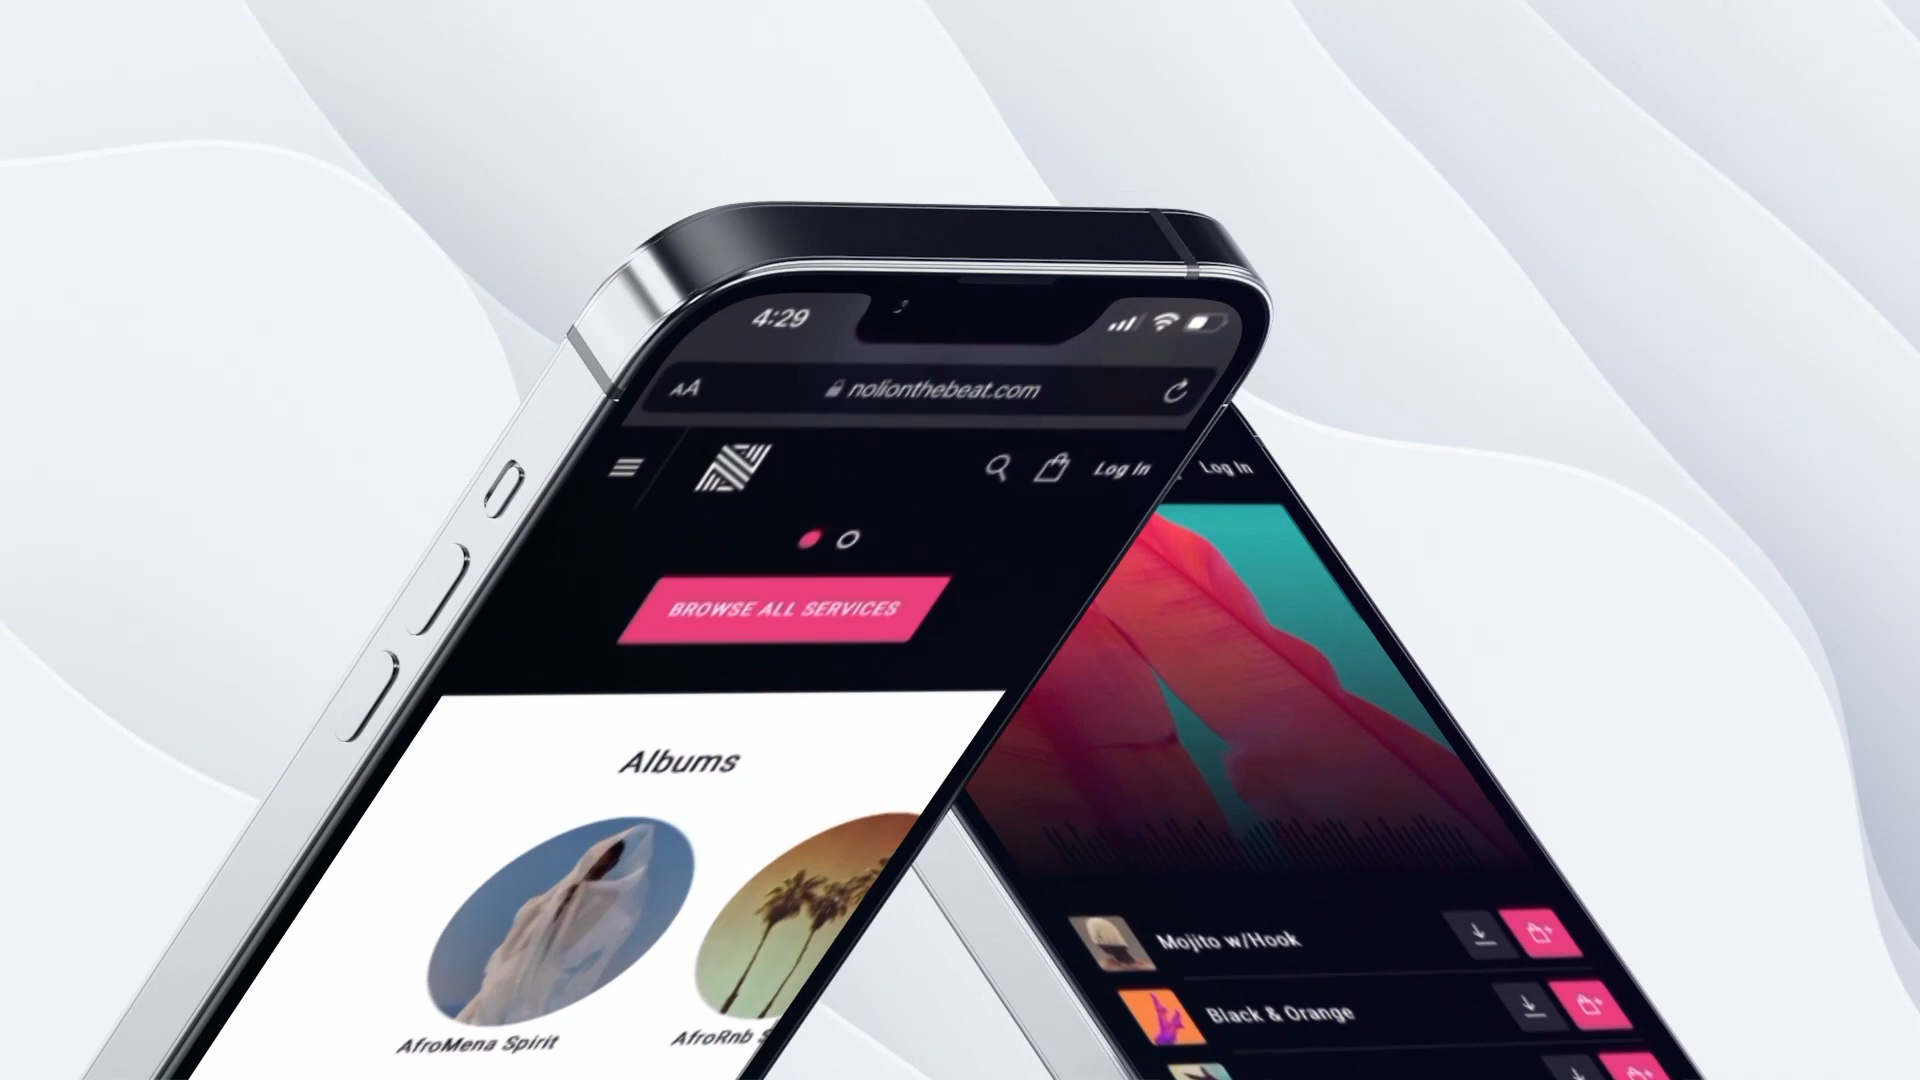 4:29
AA
nolionthebeat.com
Log In
Log In
BROWSE ALL SERVICES
Albums
AfroMena Spirit
AfroRnb
Mojito w/Hook
Black & Orange